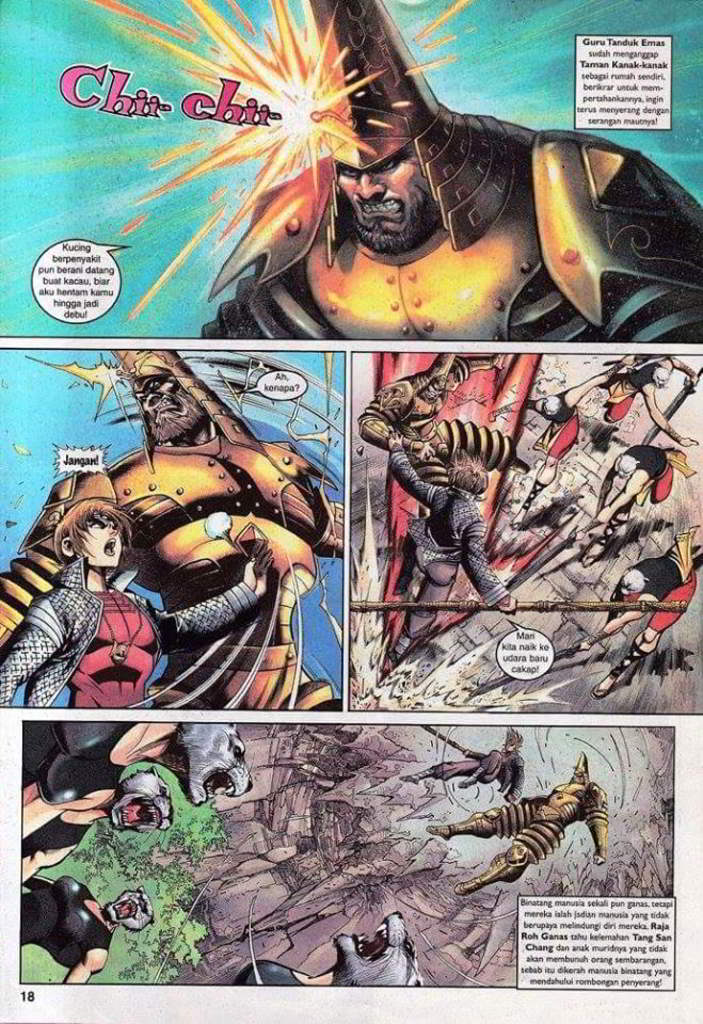 Guru Tanduk Emas
sudah menganggap
Taman Kanak-kanak
sebagai rumah sendiri,
berikrar untuk mem-
pertahankannya, ingin
terus menyerang dengan
serangan mautnya!
Chii- chii-
Kucing
berpenyakit
pun berani datang
buat kacau, biar
aku hentam kamu
hingga jadi
debu!
Ah,
kenapa?
Jangan!
Mari
kita naik ke
udara baru
cakap!
Binatang manusia sekali pun ganas, tetapi
mereka ialah jadian manusia yang tidak
berupaya melindungi diri mereka, Raja
Roh Ganas tahu kelemahan Tang San
Chang dan anak muridnya yang tidak
akan membunuh orang sembarangan,
sebab itu dikerah manusia binatang yang
mendahului rombongan penyerang!
18